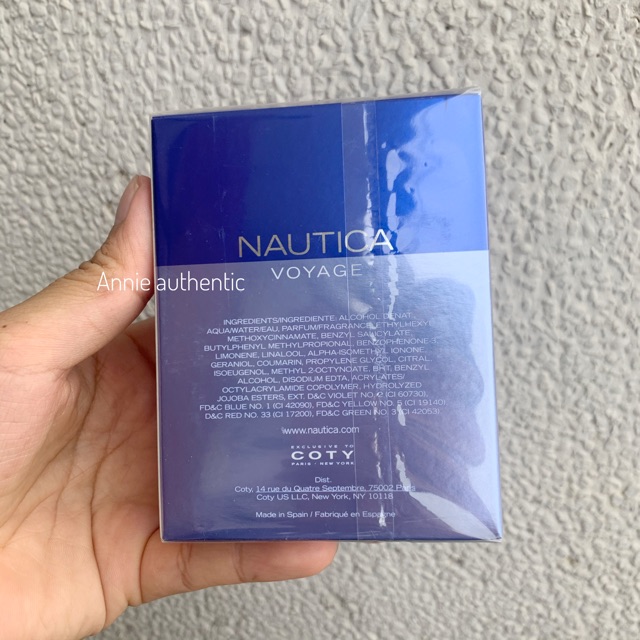 NAUTICA
VOYAGE
Annie authentic
INGREDIENTS/INGREDIENTE: ALCOHOL DENAT.,
AQUA/WATER/EAU, PARFUM/FRAGRANCE, ETHYLHEXYL
METHOXYCINNAMATE, BENZYL SALICYLATE,
BUTYLPHENYL METHYLPROPIONAL, BENZOPHENONE-
LIMONENE, LINALOOL, ALPHA-ISOMETHYL IONONE,
GERANIOL, COUMARIN, PROPYLENE GLYCOL, CITRAL,
ISOEUGENOL, METHYL 2-OCTYNOATE, BHT, BENZYL
ALCOHOL, DISODIUM EDTA, ACRYLATES/
OCTYLACRYLAMIDE COPOLYMER, HYDROLYZED
JOJOBA ESTERS, EXT. D&C VIOLET NO. 2 (CI 60730),
FD&C BLUE NO. 1 (CI 42090), FD&C YELLOW NO. 5 (CI 19140),
D&C RED NO. 33 (CI 17200), FD&C GREEN NO. 3 (CI 42053)
www.nautica.com
EXCLUSIVE TO
COTY
PARIS - NEW YORK
Dist.
Coty, 14 rue du Quatre Septembre, 75002 Paris
Coty US LLC, New York, NY 10118
Made in Spain / Fabriqué en Espagne